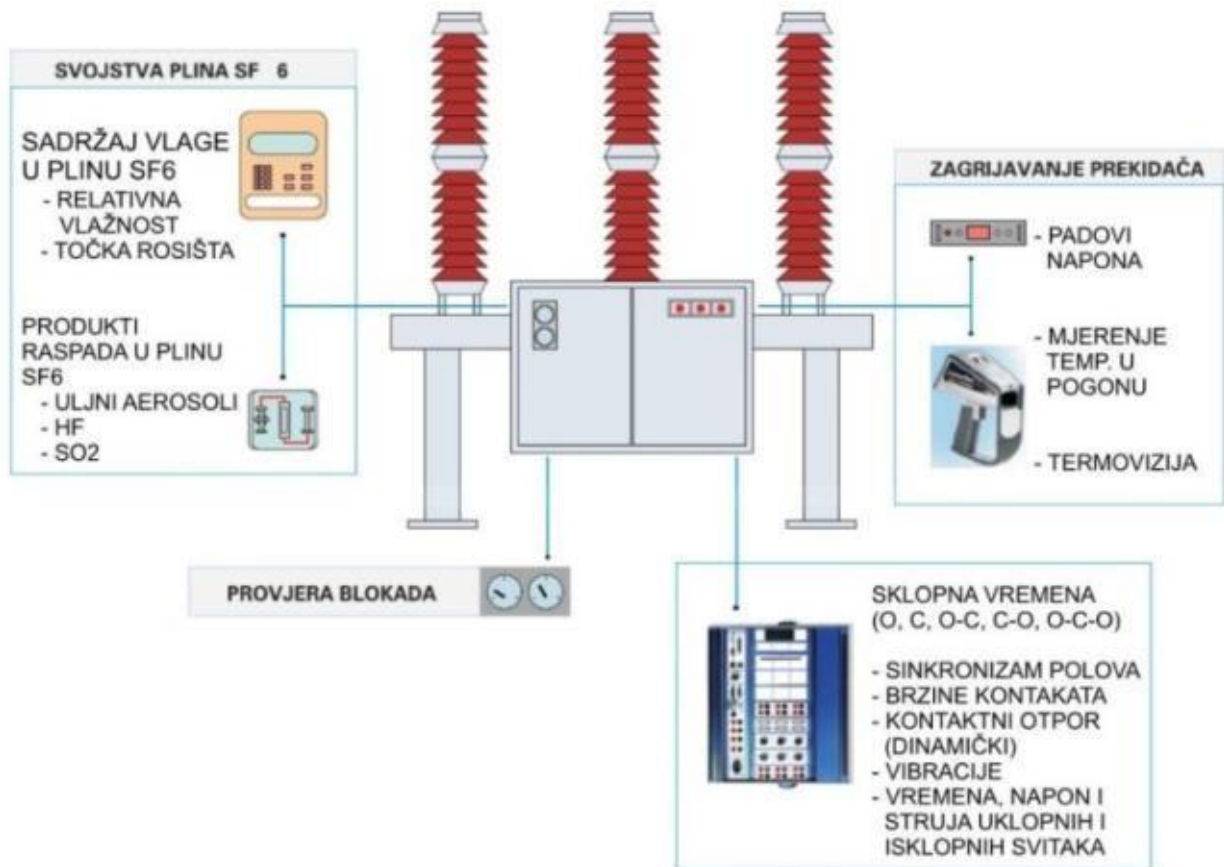 SVOJSTVA PLINA SF 6
SADRŽAJ VLAGE
U PLINU SF6
- RELATIVNA
VLAŽNOST
- TOČKA ROSIŠTA
PRODUKTI
RASPADA U PLINU
SF6
- ULJNI AEROSOLI
- HF
- SO2
ZAGRIJAVANJE PREKIDAČA
- PADOVI
NAPONA
- MJERENJE
TEMP. U
POGONU
- TERMOVIZIJA
PROVJERA BLOKADA
SKLOPNA VREMENA
(O, C, O-C, C-O, O-C-O)
- SINKRONIZAM POLOVA
- BRZINE KONTAKATA
- KONTAKTNI OTPOR
(DINAMIČKI)
- VIBRACIJE
- VREMENA, NAPON I
STRUJA UKLOPNIH I
ISKLOPNIH SVITAKA